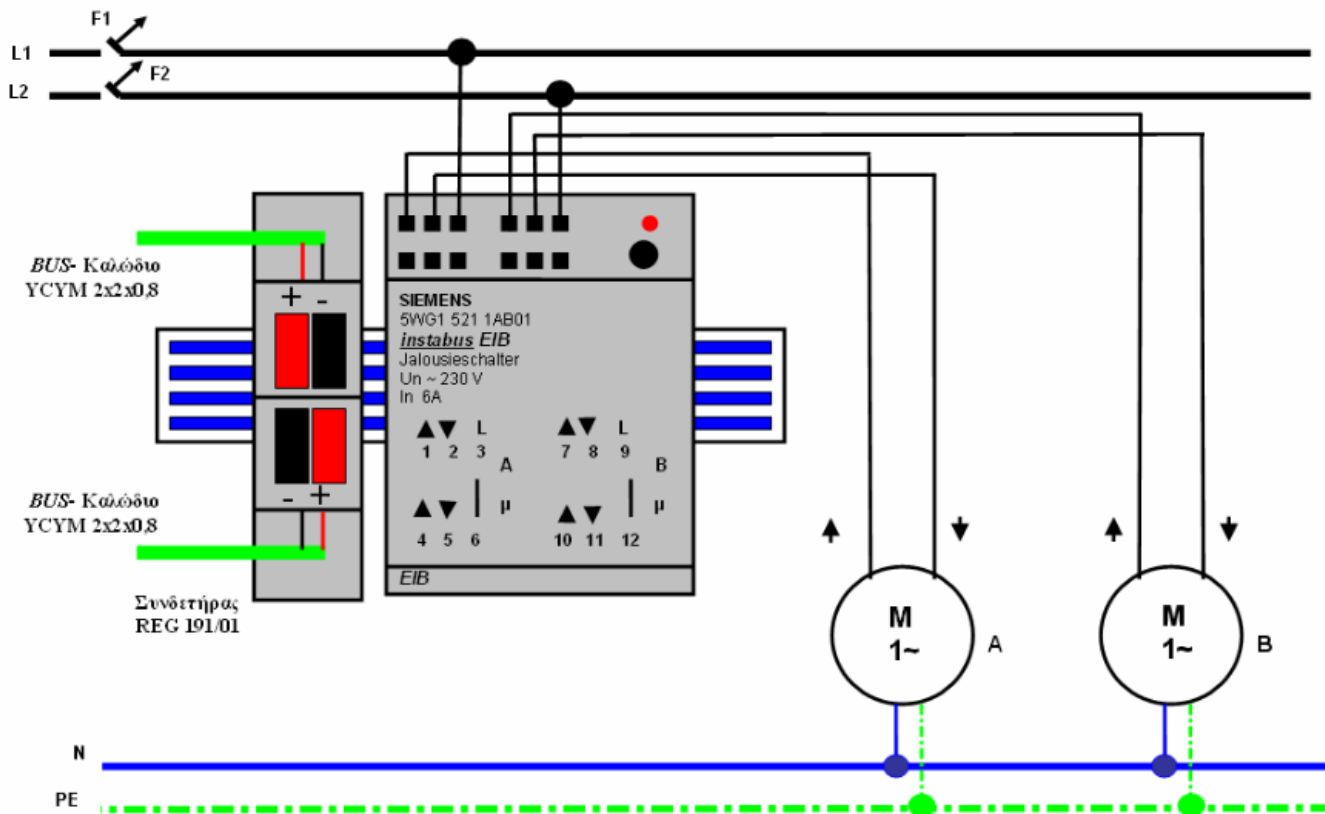 F1
L1
F2
L2
BUS- Καλώδιο
YCYM 2x2x0,8
+ -
SIEMENS
5WG1 521 1AB01
instabus EIB
Jalousieschalter
Un ~ 230 V
In 6A
▲▼ L ▲▼ L
1 2 3 7 8 9
A B
- +
BUS- Καλώδιο
YCYM 2x2x0,8
▲▼ µ ▲▼ µ
4 5 6 10 11 12
EIB
Συνδετήρας
REG 191/01
M
1~
A
M
1~
B
N
PE